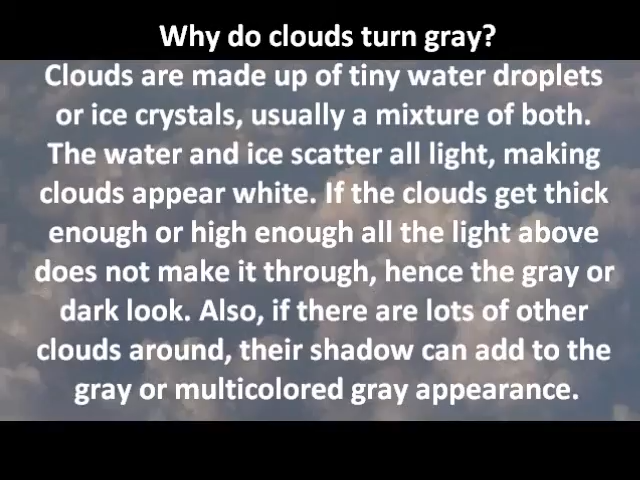 Why do clouds turn gray?
Clouds are made up of tiny water droplets
or ice crystals, usually a mixture of both.
The water and ice scatter all light, making
clouds appear white. If the clouds get thick
enough or high enough all the light above
does not make it through, hence the gray or
dark look. Also, if there are lots of other
clouds around, their shadow can add to the
gray or multicolored gray appearance.